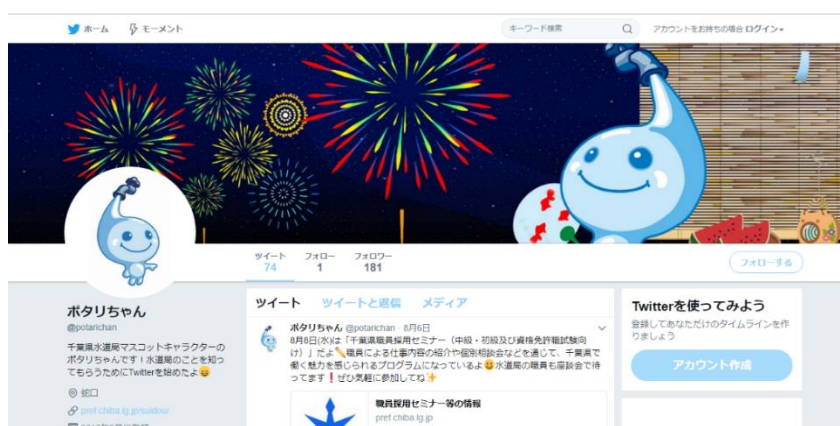 ホーム モーメント キーワード検索 アカウントをお持ちの場合 ログイン
ツイート フォロー フォロワー
74 1 181
フォローする
ポタリちゃん
@potarichan
千葉県水道局マスコットキャラクターの
ポタリちゃんです!水道局のことを知っ
てもらうためにTwitterを始めたよ
蛇口
pref.chiba.lg.jp/suidou/
ツイート ツイートと返信 メディア
ポタリちゃん @potarichan · 8月6日
8月8日(水)は「千葉県職員採用セミナー(中級・初級及び資格免許職試験向
け)」だよ 職員による仕事内容の紹介や個別相談会などを通じて、千葉県で
働く魅力を感じられるプログラムになっているよ 水道局の職員も座談会で待
ってます!ぜひ気軽に参加してね
職員採用セミナー等の情報
pref.chiba.lg.jp
Twitterを使ってみよう
登録してあなただけのタイムラインを作
りましょう
アカウント作成